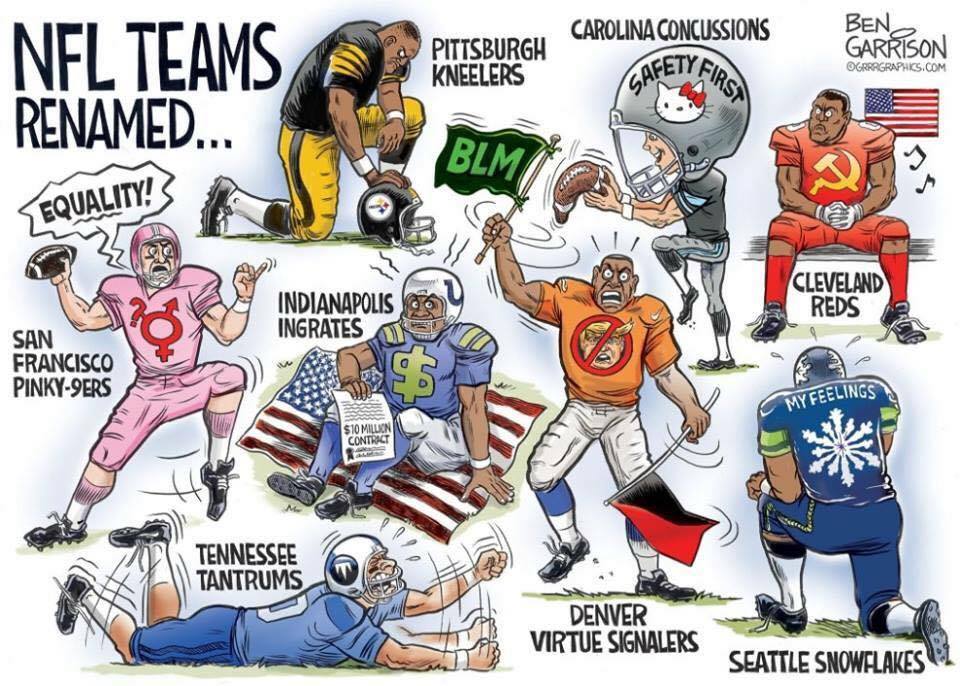 NFL TEAMS
RENAMED...
PITTSBURGH
KNEELERS
CAROLINA CONCUSSIONS
BEN
GARRISON
©GRRRGRAPHICS.COM
SAFETY FIRST
BLM
EQUALITY!
SAN
FRANCISCO
PINKY-9ERS
?
INDIANAPOLIS
INGRATES
$
$10 MILLION
CONTRACT
CLEVELAND
REDS
MY FEELINGS
TENNESSEE
TANTRUMS
DENVER
VIRTUE SIGNALERS
SEATTLE SNOWFLAKES